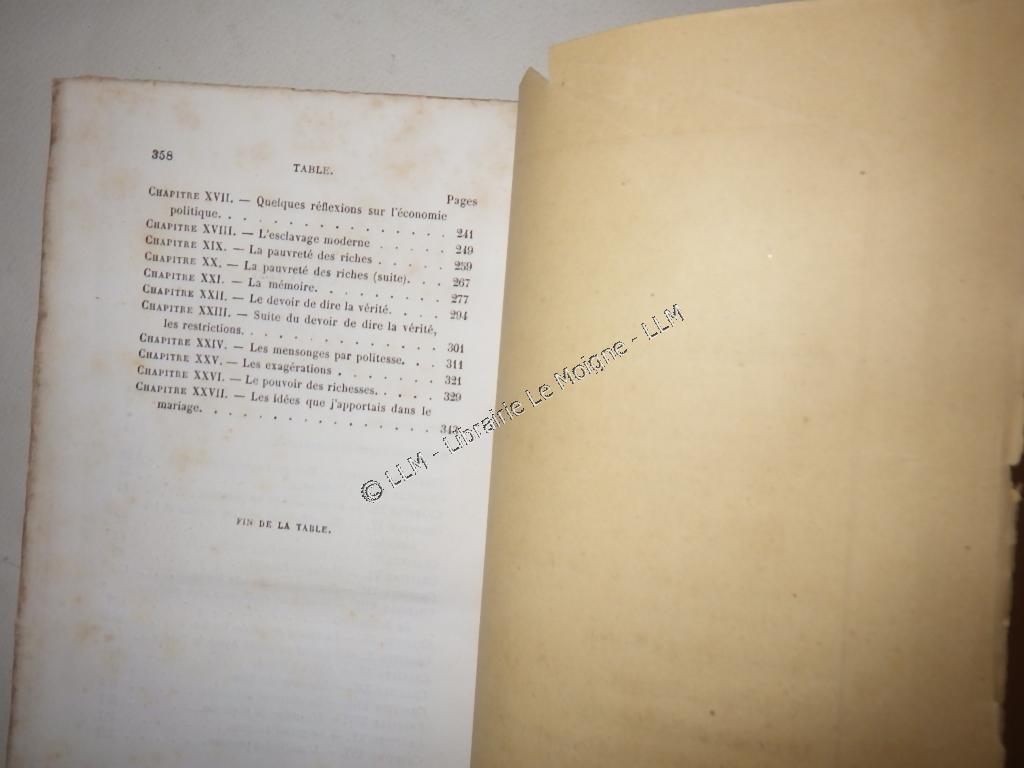 358
TABLE.
Pages
CHAPITRE XVII. — Quelques réflexions sur l'économie
politique. . . . . . . . . . . . . . . 241
CHAPITRE XVIII. — L'esclavage moderne . . . . . 249
CHAPITRE XIX. — La pauvreté des riches . . . . . 259
CHAPITRE XX. — La pauvreté des riches (suite). . . 267
CHAPITRE XXI. — La mémoire. . . . . . . . . 277
CHAPITRE XXII. — Le devoir de dire la vérité. . . . 294
CHAPITRE XXIII. — Suite du devoir de dire la vérité,
les restrictions. . . . . . . . . . . . . 301
CHAPITRE XXIV. — Les mensonges par politesse. . . 311
CHAPITRE XXV. — Les exagérations . . . . . . . 321
CHAPITRE XXVI. — Le pouvoir des richesses. . . . . 329
CHAPITRE XXVII. — Les idées que j'apportais dans le
mariage. . . . . . . . . . . . . . .
FIN DE LA TABLE.
© LLM - Librairie Le Moigne - LLM